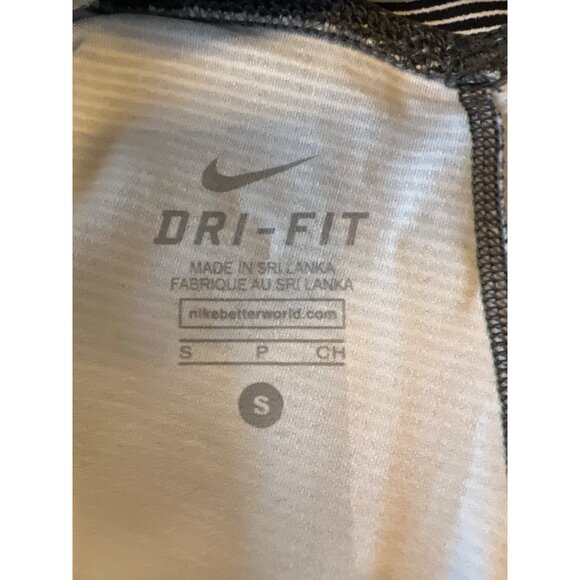 DRI-FIT
MADE IN SRI LANKA
FABRIQUE AU SRI LANKA
nikebetterworld.com
S P CH
S